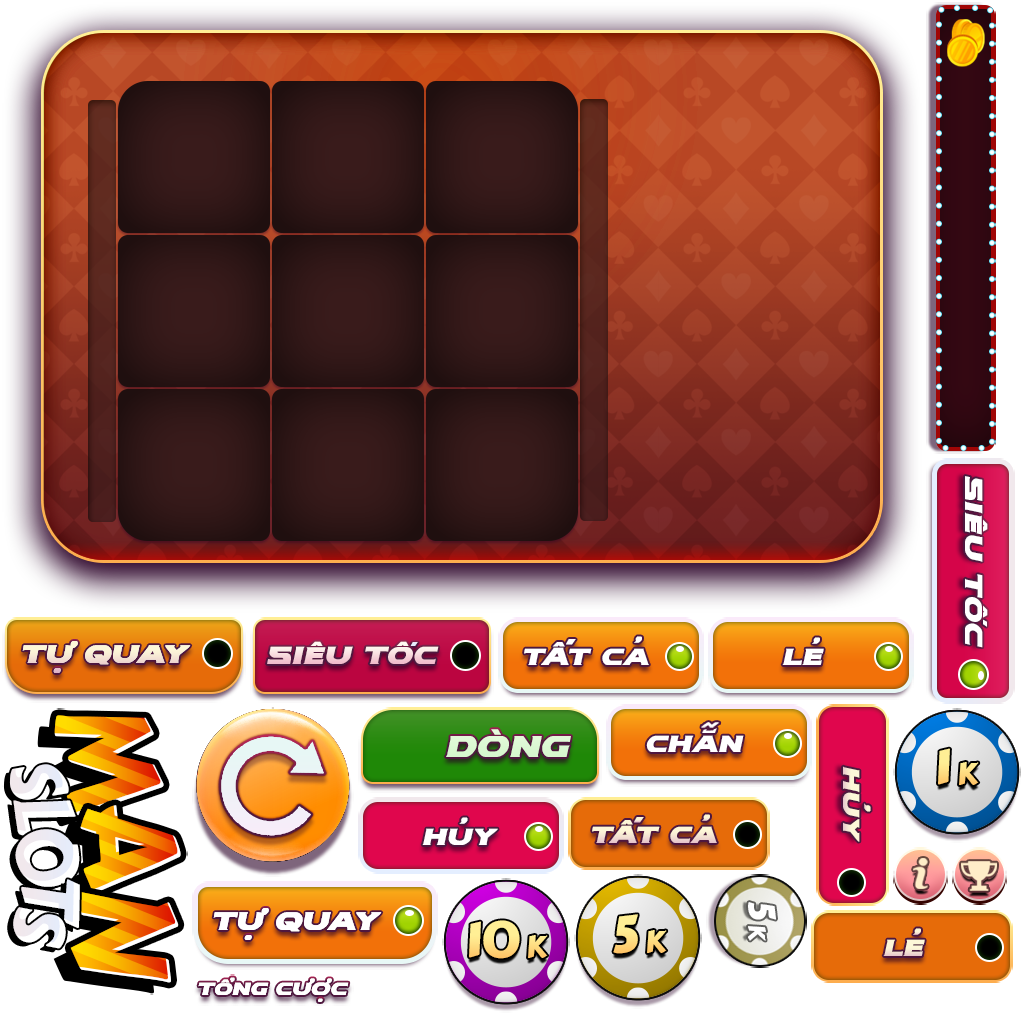 SIÊU TỐC
TỰ QUAY
SIÊU TỐC
TẤT CẢ
LẺ
MAN
SLOTS
DÒNG
CHẴN
HỦY
1K
HỦY
TẤT CẢ
i
TỰ QUAY
10K
5K
5K
LẺ
TỔNG CƯỢC